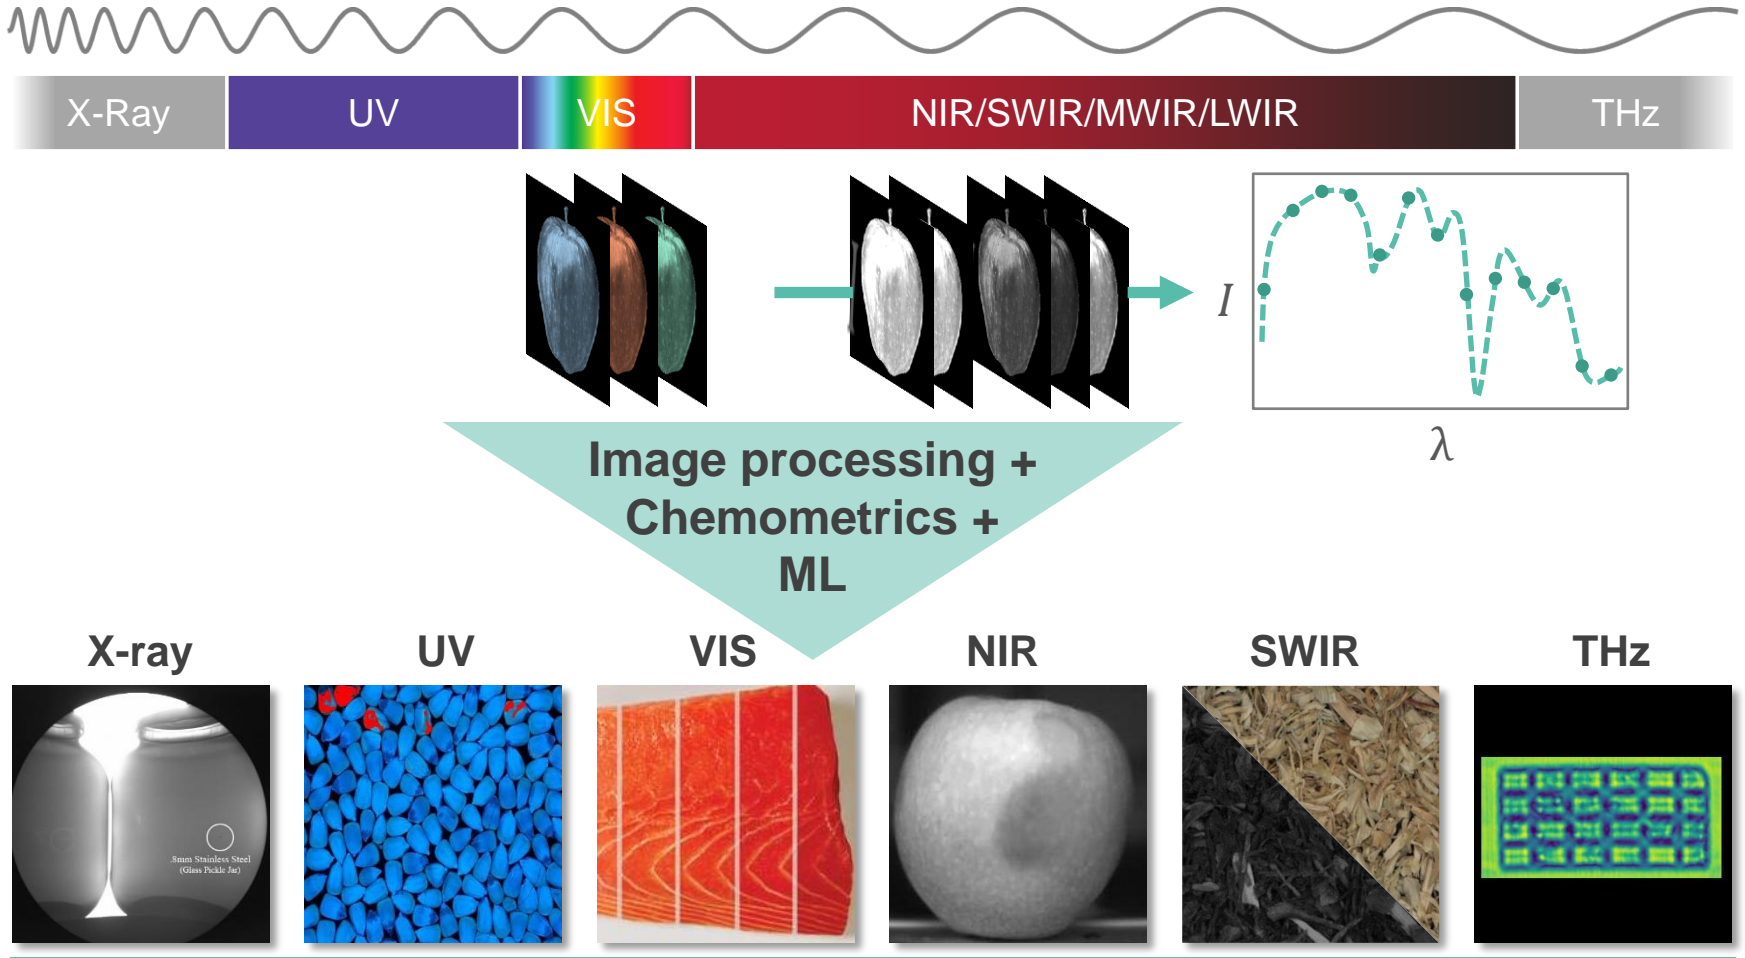 X-Ray
UV
VIS
NIR/SWIR/MWIR/LWIR
THz
I
λ
Image processing +
Chemometrics +
ML
X-ray
UV
VIS
NIR
SWIR
THz
.8mm Stainless Steel
(Glass Pickle Jar)